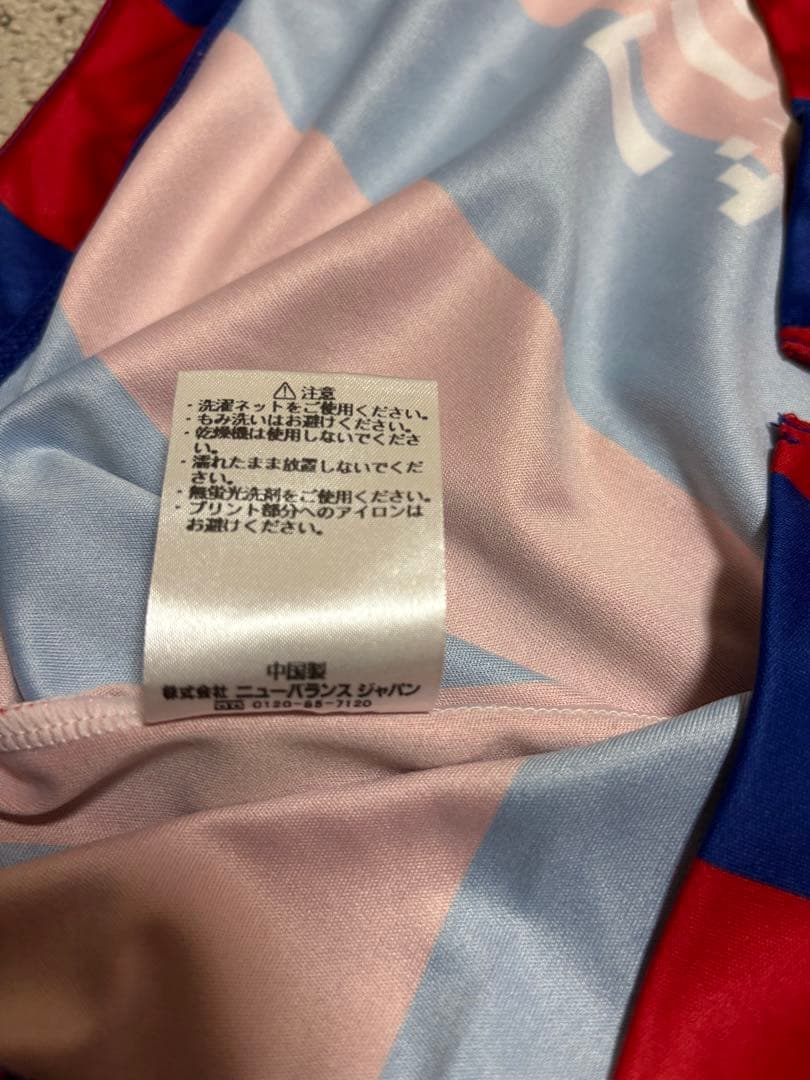 ⚠ 注意
・洗濯ネットをご使用ください。
・もみ洗いはお避けください。
・乾燥機は使用しないでくださ
い。
・濡れたまま放置しないでくだ
さい。
・無蛍光洗剤をご使用ください。
・プリント部分へのアイロンは
お避けください。
中国製
株式会社 ニューバランス ジャパン
0120-85-7120